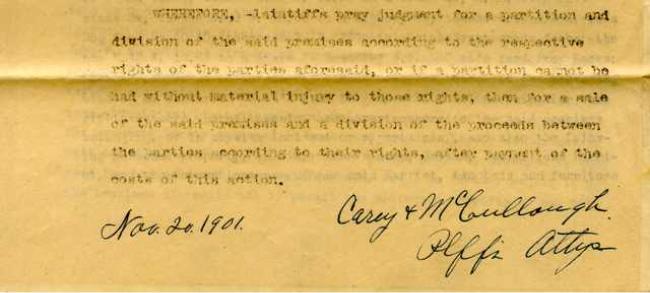 WHEREFORE, -laintiffs pray judgment for a partition and
division of the said premises according to the respective
rights of the parties aforesaid, or if a partition cannot be
had without material injury to those rights, then for a sale
of the said premises and a division of the proceeds between
the parties according to their rights, after payment of the
costs of this action.
Nov. 20. 1901.
Carey & McCullough.
Plffs Attys